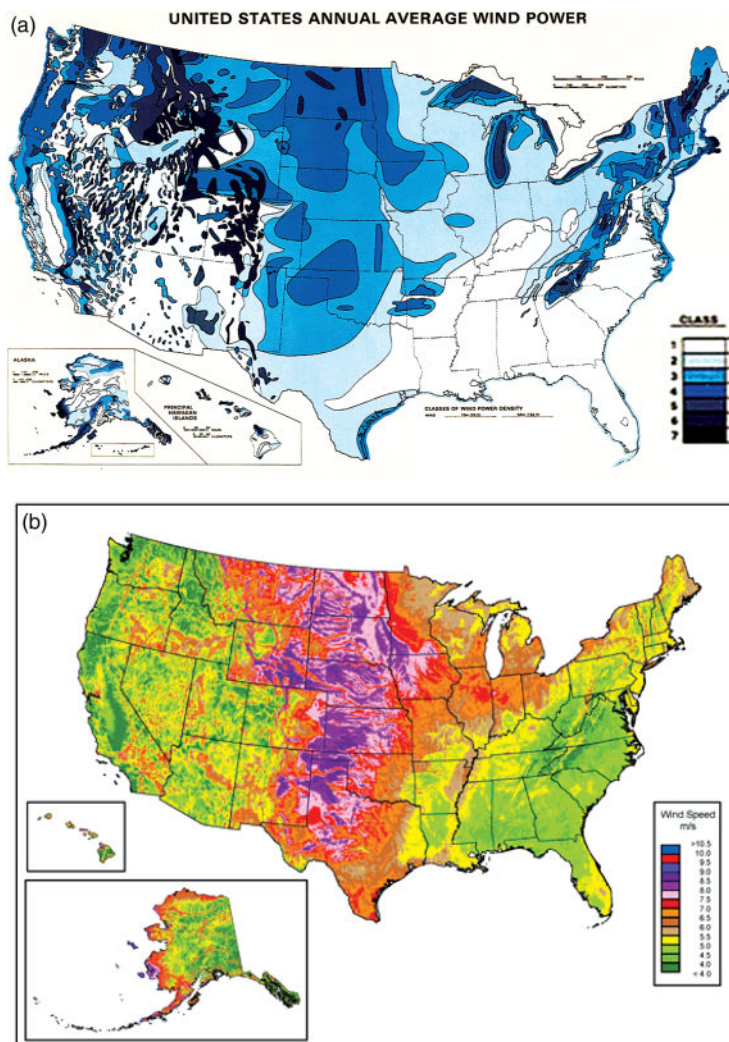 (a)
UNITED STATES ANNUAL AVERAGE WIND POWER
CLASS
1
2
3
4
5
6
7
ALASKA
PRINCIPAL
HAWAIIAN
ISLANDS
CLASSES OF WIND POWER DENSITY
(b)
Wind Speed
m/s
>10.5
10.0
9.5
9.0
8.5
8.0
7.5
7.0
6.5
6.0
5.5
5.0
4.5
4.0
< 4.0